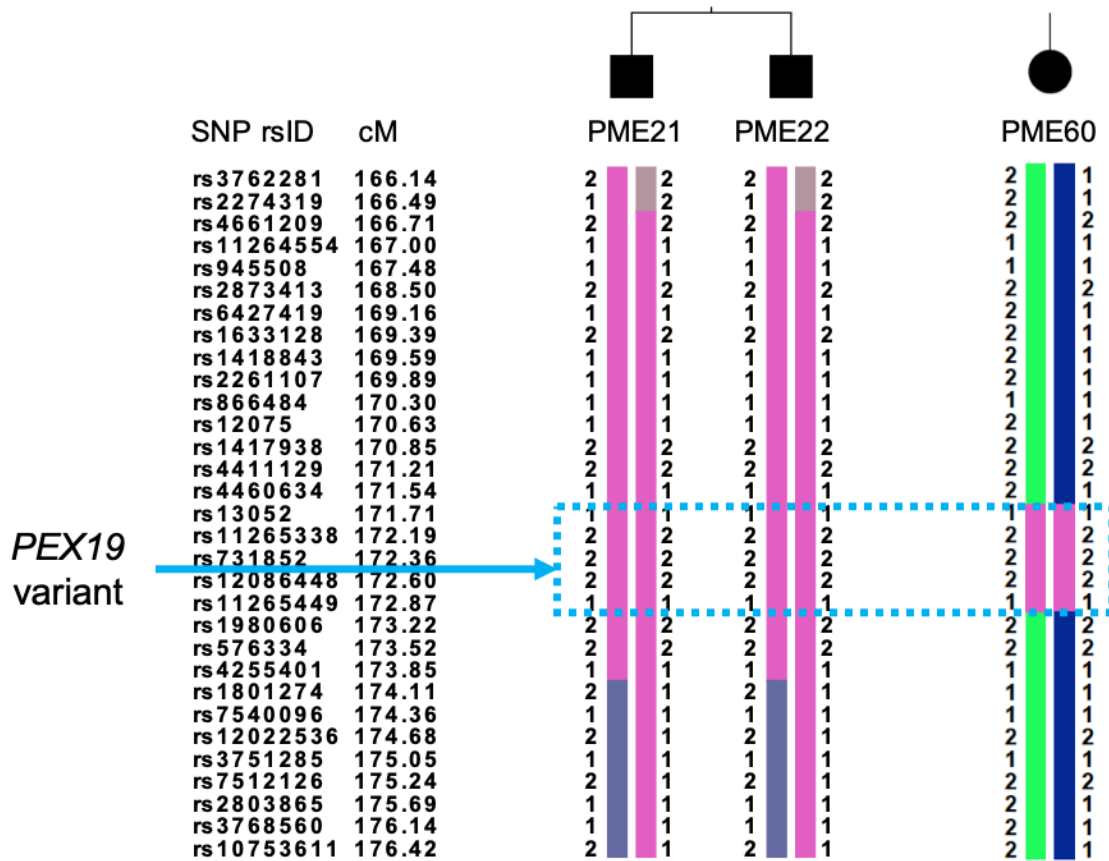 PME21 PME22 PME60
SNP rsID cM
rs3762281 166.14 2 2 2 2 2 1
rs2274319 166.49 1 2 1 2 2 1
rs4661209 166.71 2 2 2 2 2 2
rs11264554 167.00 1 1 1 1 1 1
rs945508 167.48 1 1 1 1 1 1
rs2873413 168.50 2 2 2 2 2 2
rs6427419 169.16 1 1 1 1 2 1
rs1633128 169.39 2 2 2 2 2 1
rs1418843 169.59 1 1 1 1 2 1
rs2261107 169.89 1 1 1 1 2 1
rs866484 170.30 1 1 1 1 1 1
rs12075 170.63 1 1 1 1 2 1
rs1417938 170.85 2 2 2 2 2 2
rs4411129 171.21 2 2 2 2 2 2
rs4460634 171.54 1 1 1 1 2 1
rs13052 171.71 1 1 1 1 1 1
rs11265338 172.19 2 2 2 2 2 2
rs731852 172.36 2 2 2 2 2 2
rs12086448 172.60 2 2 2 2 2 2
rs11265449 172.87 1 1 1 1 1 1
rs1980606 173.22 2 2 2 2 2 2
rs576334 173.52 2 2 2 2 2 2
rs4255401 173.85 1 1 1 1 1 1
rs1801274 174.11 2 1 2 1 1 1
rs7540096 174.36 1 1 1 1 1 1
rs12022536 174.68 2 1 2 1 2 1
rs3751285 175.05 1 1 1 1 1 1
rs7512126 175.24 2 1 2 1 2 2
rs2803865 175.69 1 1 1 1 2 1
rs3768560 176.14 1 1 1 1 2 1
rs10753611 176.42 2 1 2 1 2 1
PEX19
variant